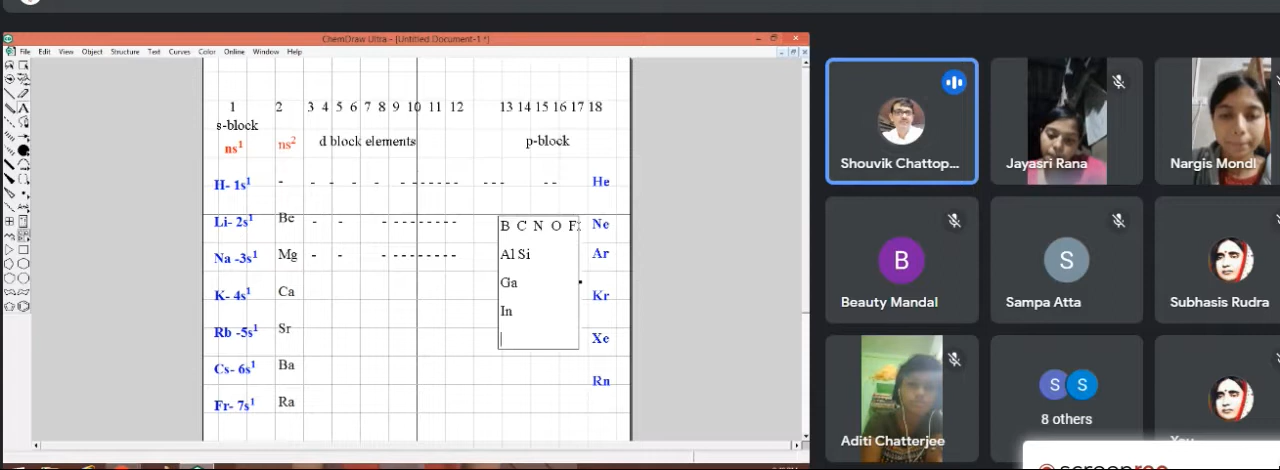 ChemDraw Ultra - [Untitled Document-1 *]
File Edit View Object Structure Text Curves Color Online Window Help
1 2 3 4 5 6 7 8 9 10 11 12 13 14 15 16 17 18
s-block
ns¹ ns² d block elements p-block
H- 1s¹ - - - - - - - - - - - - - - - - He
Li- 2s¹ Be - - - - - - - - - - B C N O F Ne
Na -3s¹ Mg - - - - - - - - - - Al Si Ar
K- 4s¹ Ca Ga Kr
Rb -5s¹ Sr In Xe
Cs- 6s¹ Ba Rn
Fr- 7s¹ Ra
Shouvik Chattop...
Jayasri Rana
Nargis Mondl
B
Beauty Mandal
S
Sampa Atta
Subhasis Rudra
Aditi Chatterjee
S S
8 others
You